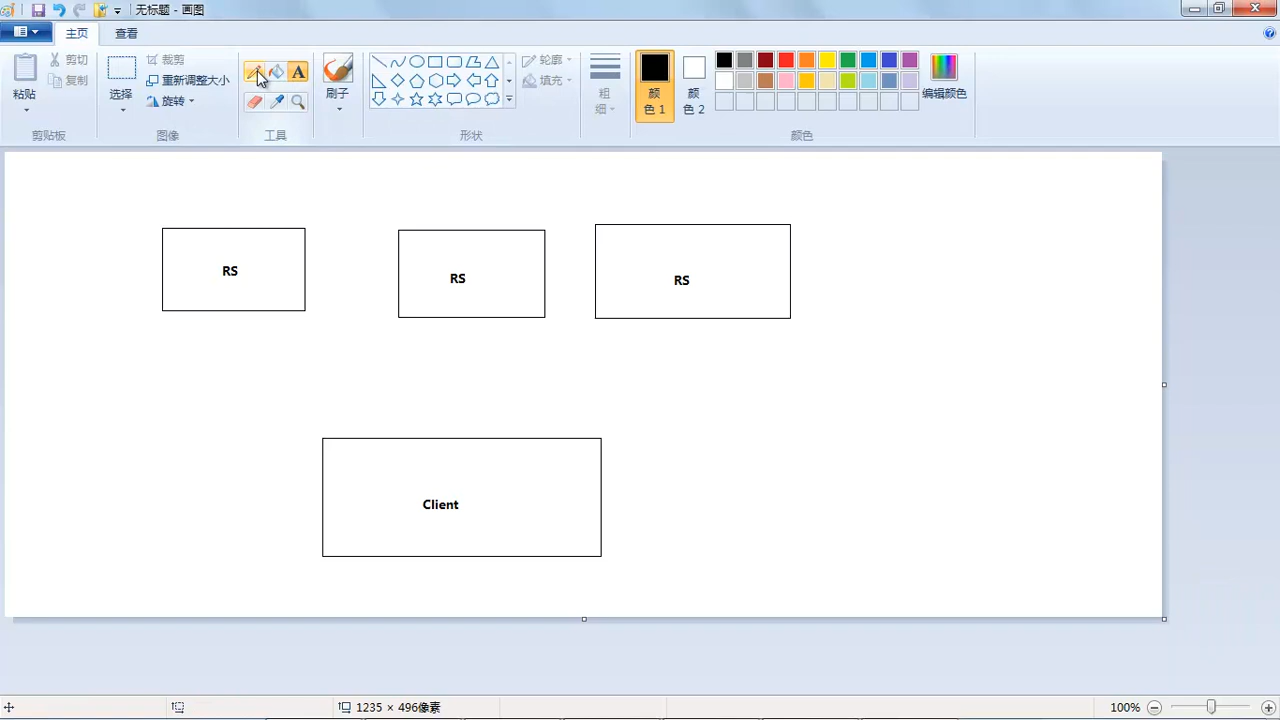 无标题 - 画图
主页 查看
粘贴
剪切
复制
剪贴板
选择
裁剪
重新调整大小
旋转
图像
A
工具
刷子
轮廓
填充
形状
粗细
颜色 1
颜色 2
编辑颜色
颜色
RS RS RS
Client
1235 × 496像素
100%